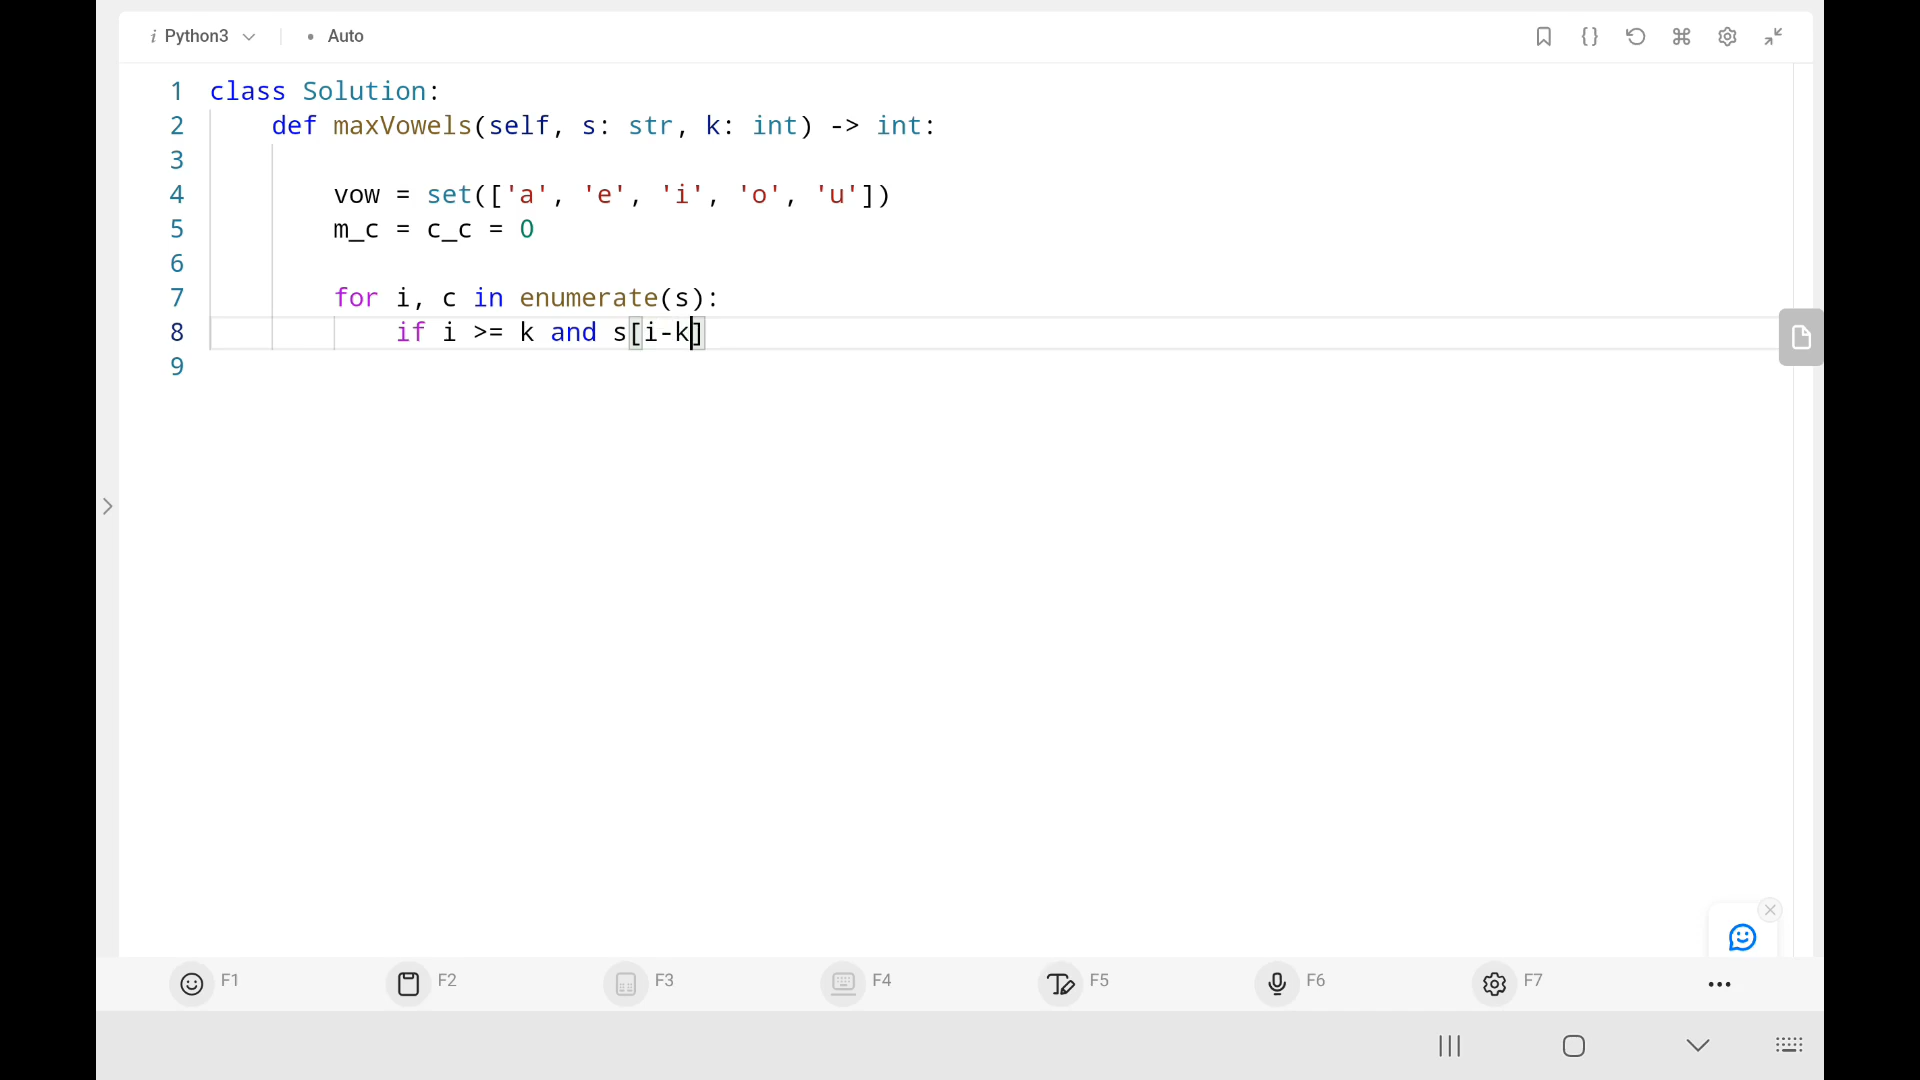 i Python3 • Auto
1 class Solution:
2 def maxVowels(self, s: str, k: int) -> int:
3
4 vow = set(['a', 'e', 'i', 'o', 'u'])
5 m_c = c_c = 0
6
7 for i, c in enumerate(s):
8 if i >= k and s[i-k]
9
F1 F2 F3 F4 F5 F6 F7